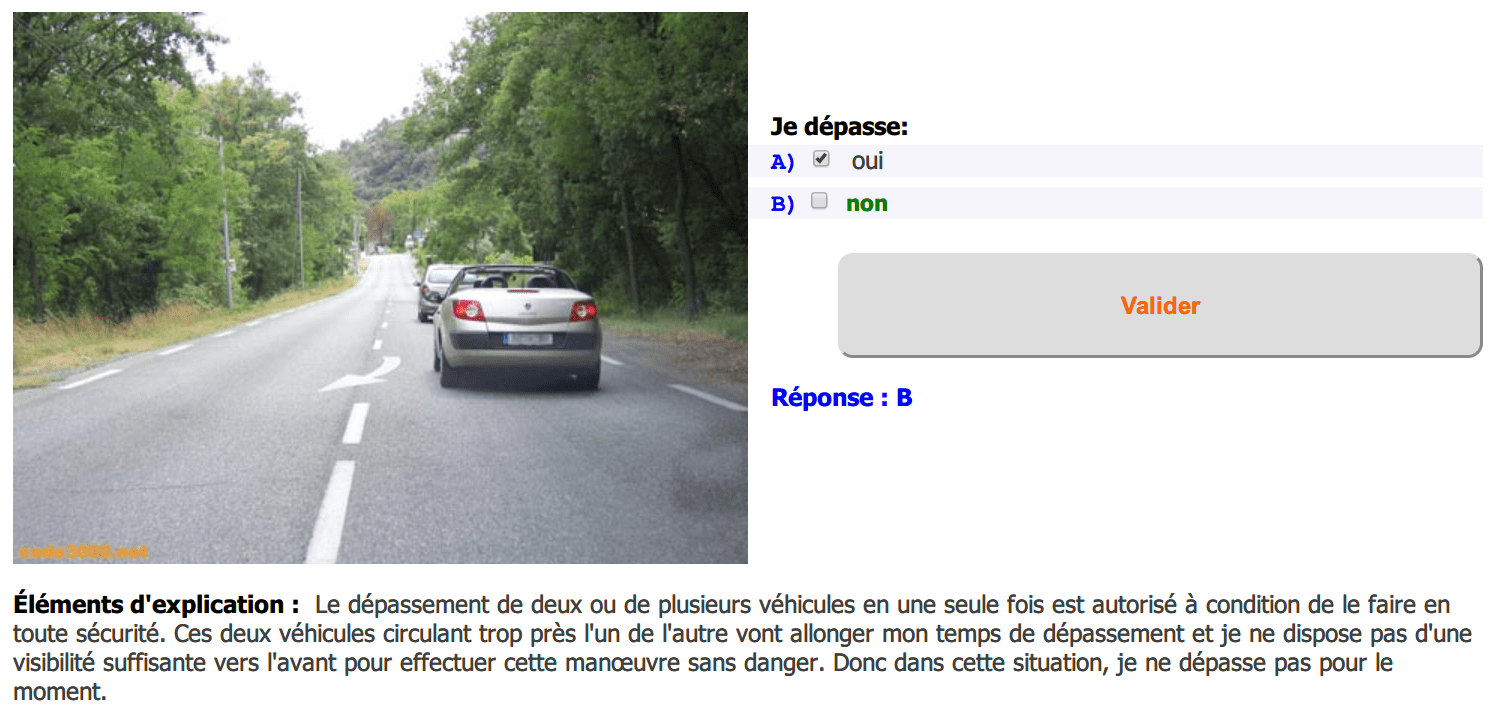 Je dépasse:
A) oui
B) non
Valider
Réponse : B
code3000.net
Éléments d'explication : Le dépassement de deux ou de plusieurs véhicules en une seule fois est autorisé à condition de le faire en
toute sécurité. Ces deux véhicules circulant trop près l'un de l'autre vont allonger mon temps de dépassement et je ne dispose pas d'une
visibilité suffisante vers l'avant pour effectuer cette manœuvre sans danger. Donc dans cette situation, je ne dépasse pas pour le
moment.